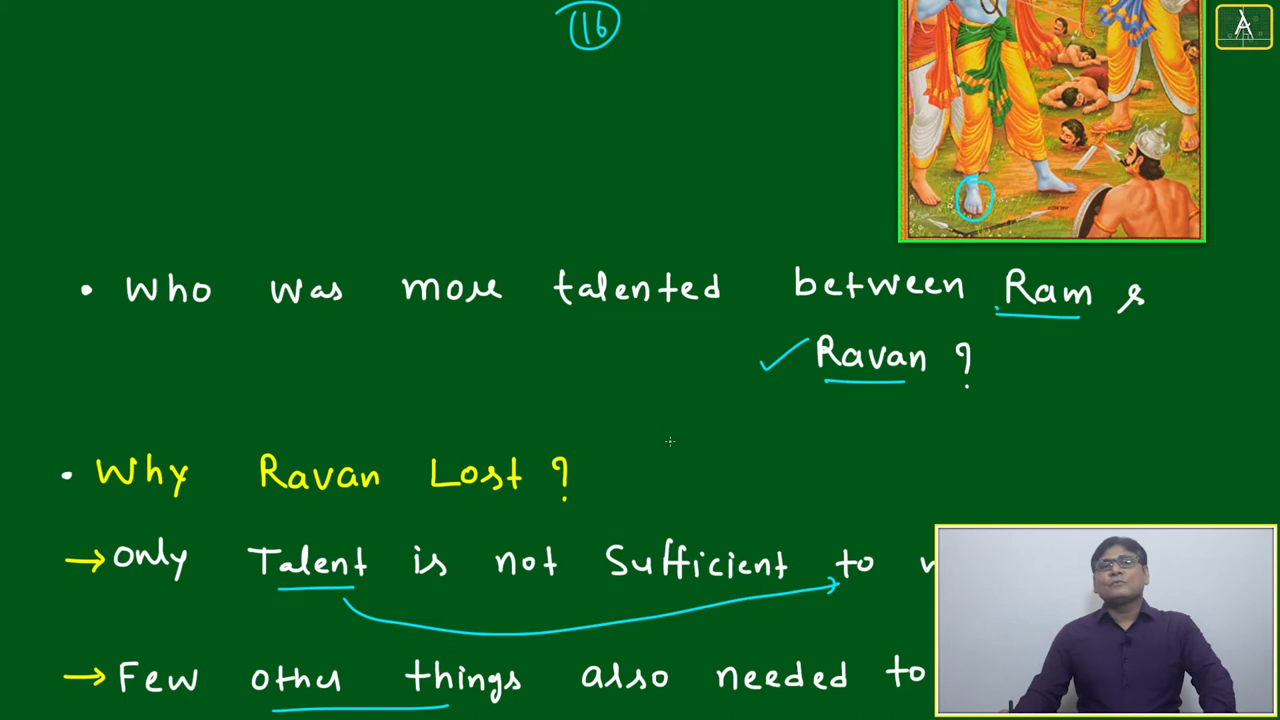 116
A
• Who was more talented between Ram &
Ravan ?
• Why Ravan Lost ?
→ Only Talent is not Sufficient to
→ Few other things also needed to